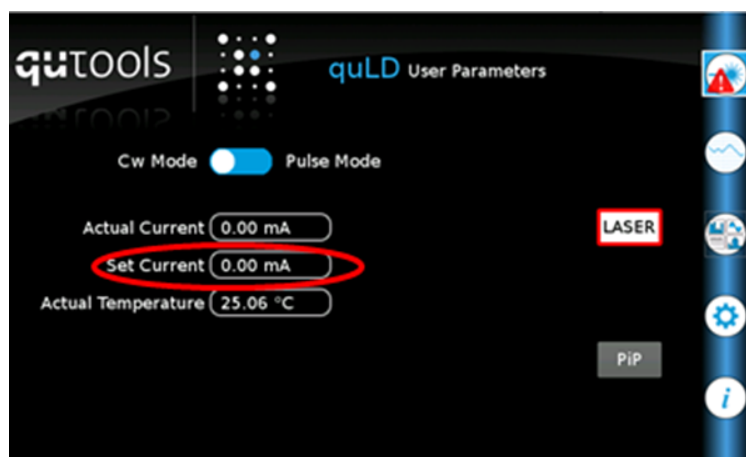 qutools
quLD User Parameters
Cw Mode Pulse Mode
Actual Current 0.00 mA
LASER
Set Current 0.00 mA
Actual Temperature 25.06 °C
PiP
i